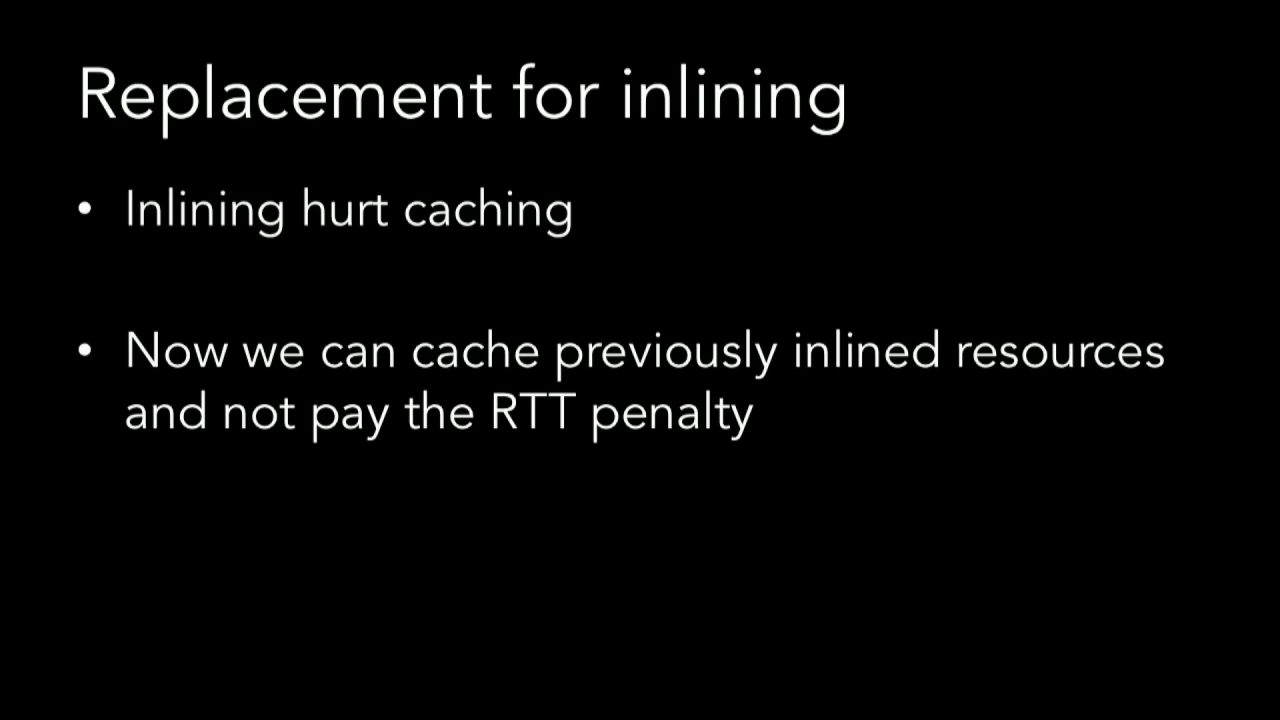 Replacement for inlining
• Inlining hurt caching
• Now we can cache previously inlined resources
and not pay the RTT penalty